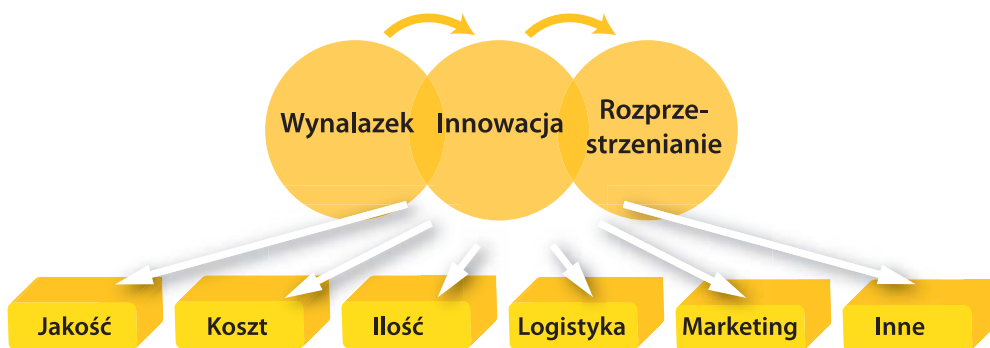 Wynalazek
Innowacja
Rozprze-
strzenianie
Jakość
Koszt
Ilość
Logistyka
Marketing
Inne